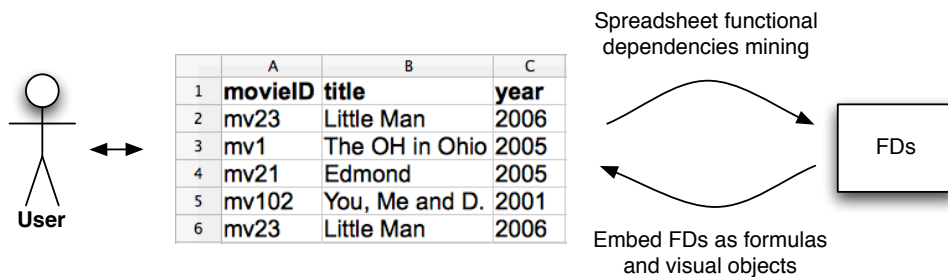 Spreadsheet functional
dependencies mining
A B C
1 movieID title year
2 mv23 Little Man 2006
3 mv1 The OH in Ohio 2005
4 mv21 Edmond 2005
5 mv102 You, Me and D. 2001
6 mv23 Little Man 2006
User
FDs
Embed FDs as formulas
and visual objects